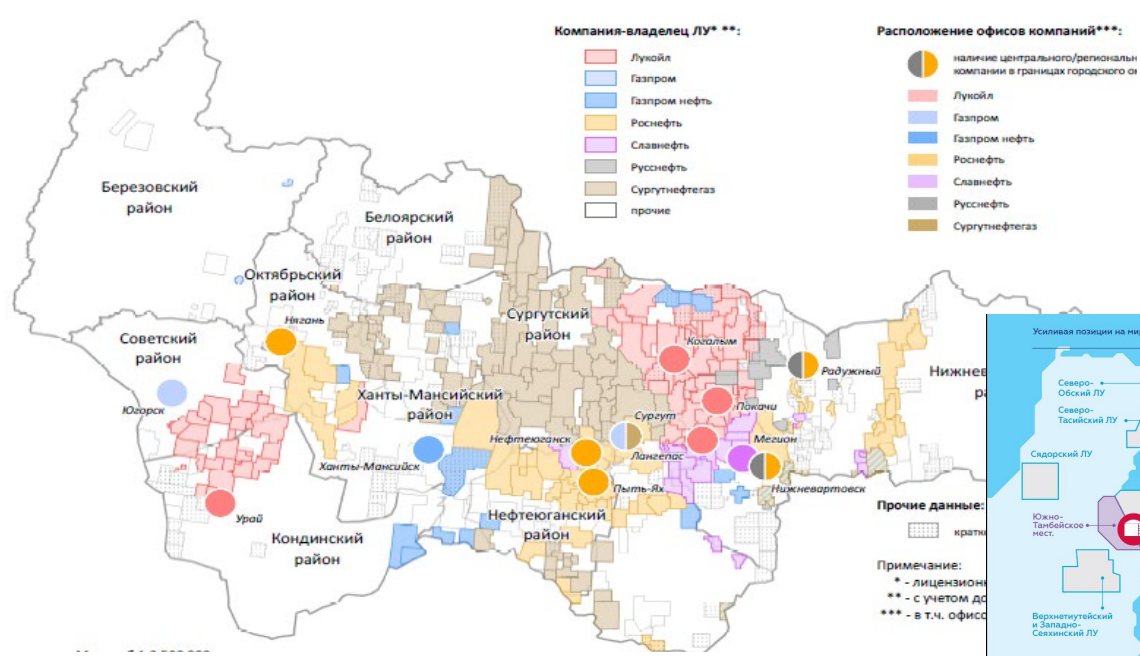 Компания-владелец ЛУ* **:
Лукойл
Газпром
Газпром нефть
Роснефть
Славнефть
Русснефть
Сургутнефтегаз
прочие
Расположение офисов компаний***:
наличие центрального/региональн
компании в границах городского ок
Лукойл
Газпром
Газпром нефть
Роснефть
Славнефть
Русснефть
Сургутнефтегаз
Березовский
район
Белоярский
район
Октябрьский
район
Нягань
Советский
район
Югорск
Сургутский
район
Когалым
Радужный
Нижнев
Ханты-Мансийский
район
Покачи
Сургут
Нефтеюганск
Мегион
Лангепас
Ханты-Мансийск
Пыть-Ях
Нижневартовск
Урай
Нефтеюганский
район
Кондинский
район
Прочие данные:
Примечание:
* - лицензионн
** - с учетом до
*** - в т.ч. офисо
Усиливая позиции на ми
Северо-
Обский ЛУ
Северо-
Тасийский ЛУ
Сядорский ЛУ
Южно-
Тамбейское
мест.
Верхнетиутейский
и Западно-
Сеяхинский ЛУ